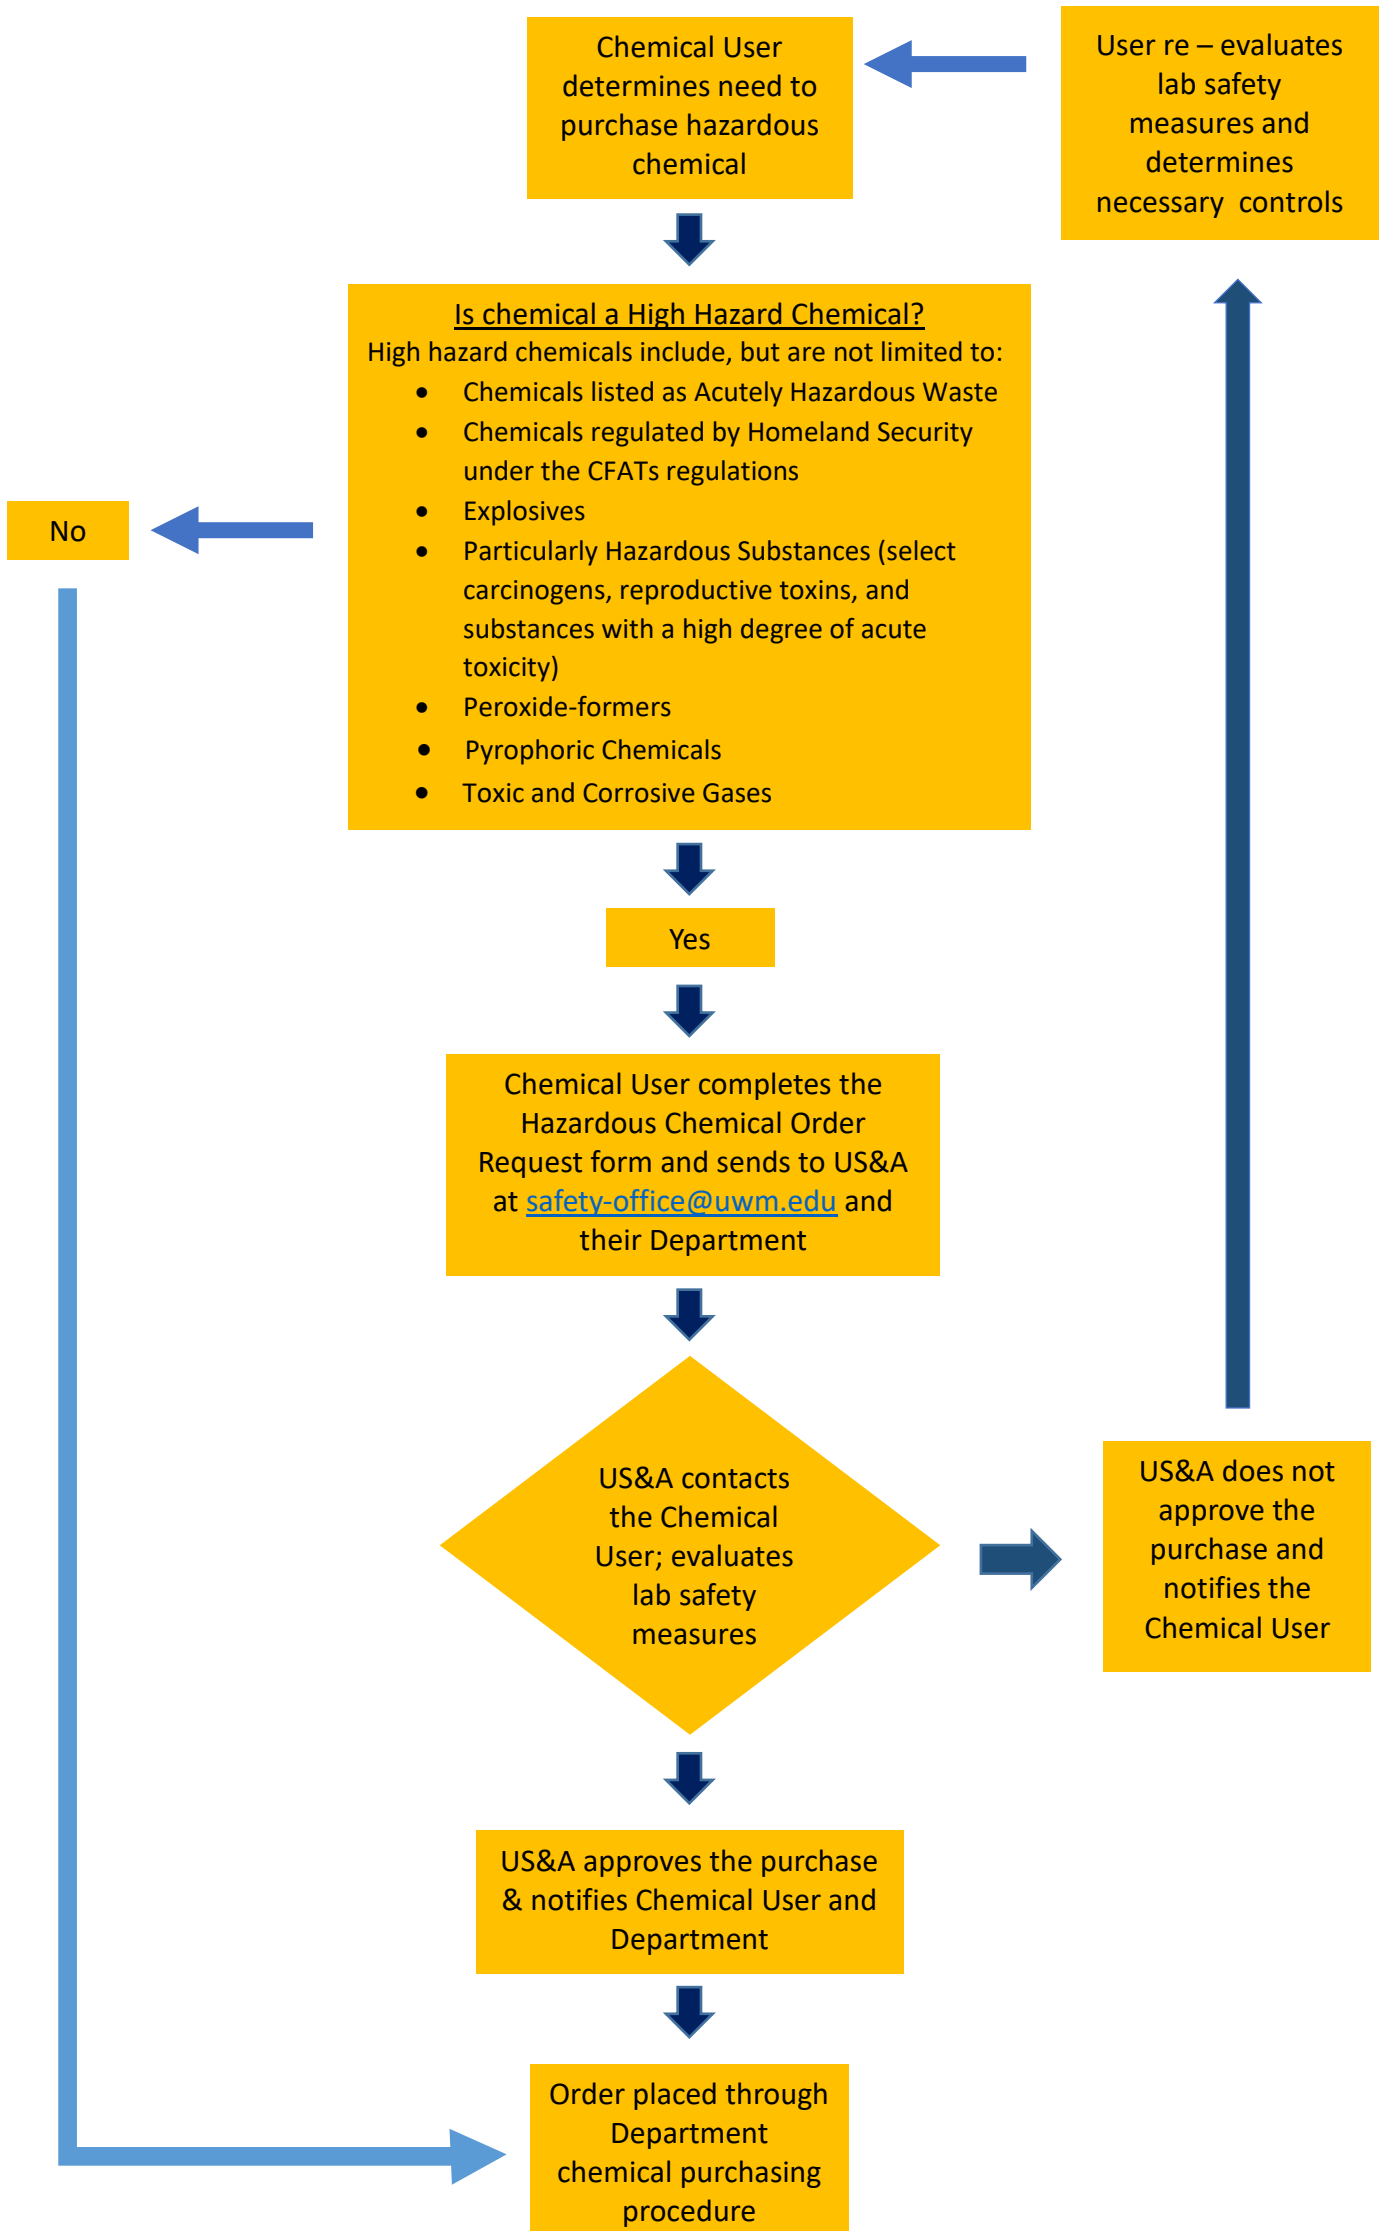 Chemical User
determines need to
purchase hazardous
chemical
User re – evaluates
lab safety
measures and
determines
necessary  controls
Is chemical a High Hazard Chemical?
High hazard chemicals include, but are not limited to:
• Chemicals listed as Acutely Hazardous Waste
• Chemicals regulated by Homeland Security
under the CFATs regulations
• Explosives
• Particularly Hazardous Substances (select
carcinogens, reproductive toxins, and
substances with a high degree of acute
toxicity)
• Peroxide-formers
• Pyrophoric Chemicals
• Toxic and Corrosive Gases
No
Yes
Chemical User completes the
Hazardous Chemical Order
Request form and sends to US&A
at safety-office@uwm.edu and
their Department
US&A contacts
the Chemical
User; evaluates
lab safety
measures
US&A does not
approve the
purchase and
notifies the
Chemical User
US&A approves the purchase
& notifies Chemical User and
Department
Order placed through
Department
chemical purchasing
procedure